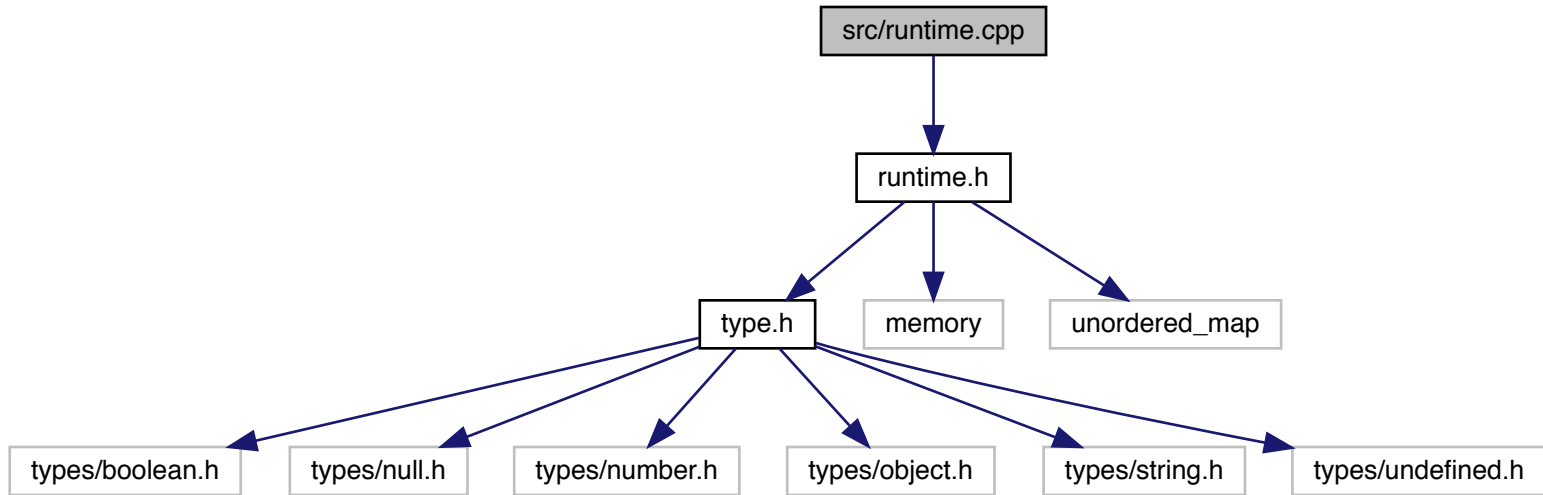 src/runtime.cpp
runtime.h
type.h
memory
unordered_map
types/boolean.h
types/null.h
types/number.h
types/object.h
types/string.h
types/undefined.h